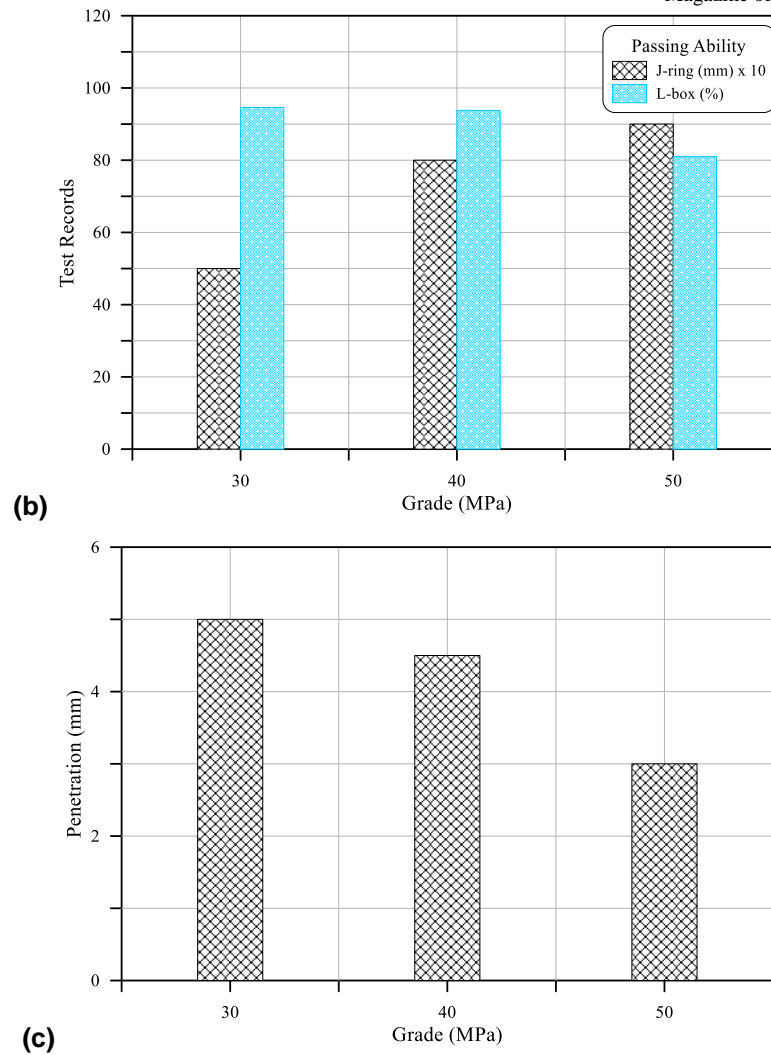 120
100
80
60
40
20
0
Test Records
Passing Ability
J-ring (mm) x 10
L-box (%)
30 40 50
Grade (MPa)
(b)
6
4
2
0
Penetration (mm)
30 40 50
Grade (MPa)
(c)